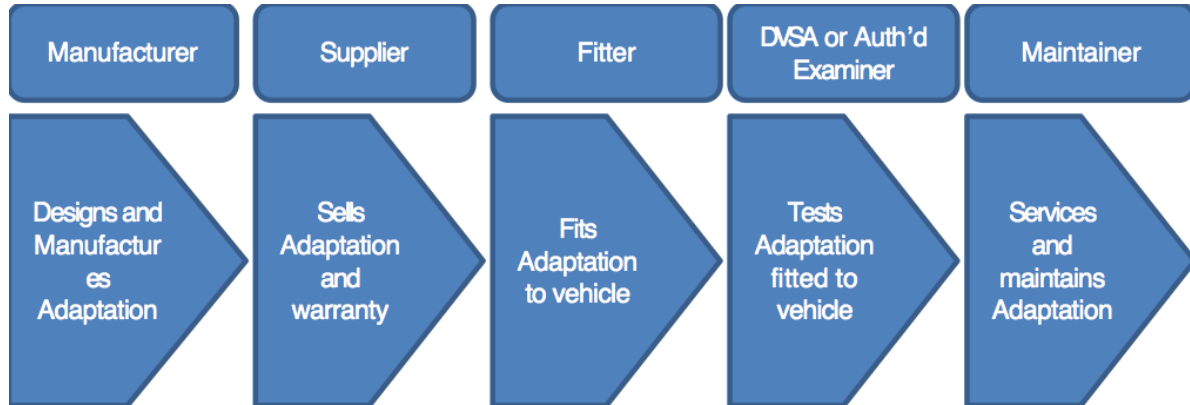 Manufacturer
Supplier
Fitter
DVSA or Auth'd
Examiner
Maintainer
Designs and
Manufactur
es
Adaptation
Sells
Adaptation
and
warranty
Fits
Adaptation
to vehicle
Tests
Adaptation
fitted to
vehicle
Services
and
maintains
Adaptation